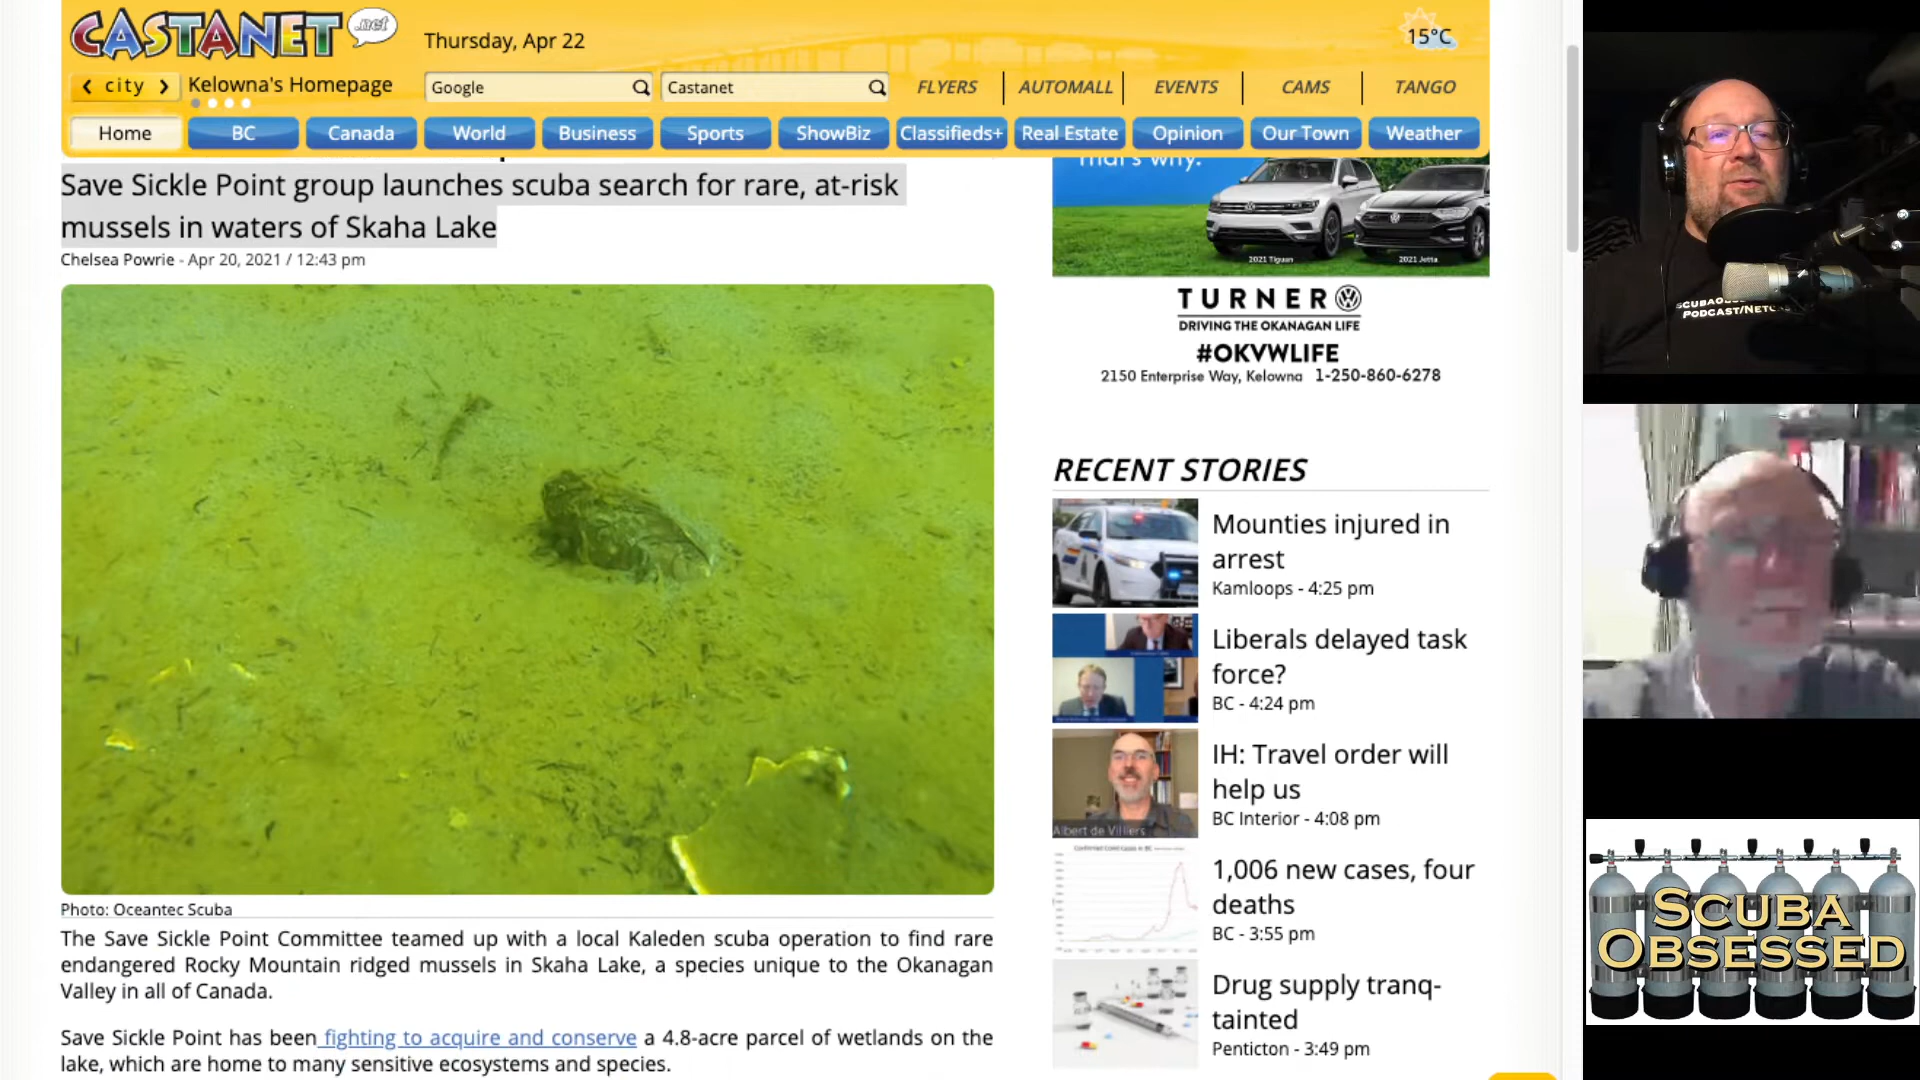 CASTANET .net
Thursday, Apr 22
15°C
city
Kelowna's Homepage
Google
Castanet
FLYERS
AUTOMALL
EVENTS
CAMS
TANGO
Home
BC
Canada
World
Business
Sports
ShowBiz
Classifieds+
Real Estate
Opinion
Our Town
Weather
Save Sickle Point group launches scuba search for rare, at-risk
mussels in waters of Skaha Lake
Chelsea Powrie - Apr 20, 2021 / 12:43 pm
Photo: Oceantec Scuba
The Save Sickle Point Committee teamed up with a local Kaleden scuba operation to find rare
endangered Rocky Mountain ridged mussels in Skaha Lake, a species unique to the Okanagan
Valley in all of Canada.
Save Sickle Point has been fighting to acquire and conserve a 4.8-acre parcel of wetlands on the
lake, which are home to many sensitive ecosystems and species.
That's why.
2021 Tiguan
2021 Jetta
TURNER
DRIVING THE OKANAGAN LIFE
#OKVWLIFE
2150 Enterprise Way, Kelowna 1-250-860-6278
RECENT STORIES
Mounties injured in
arrest
Kamloops - 4:25 pm
Liberals delayed task
force?
BC - 4:24 pm
IH: Travel order will
help us
BC Interior - 4:08 pm
Albert de Villiers
1,006 new cases, four
deaths
BC - 3:55 pm
Drug supply tranq-
tainted
Penticton - 3:49 pm
SCUBA
OBSESSED